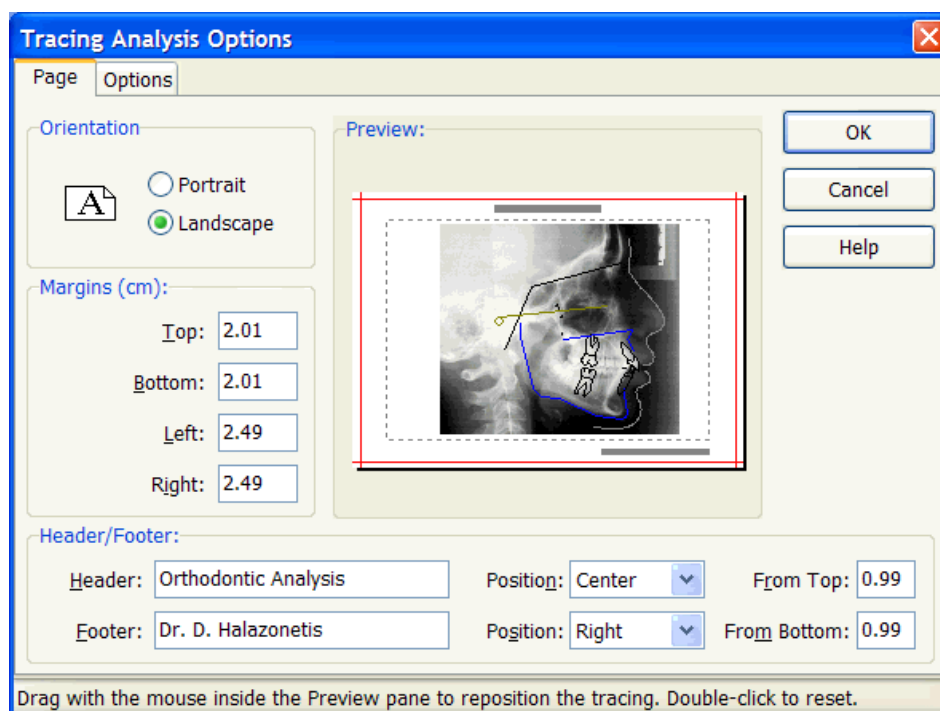 Tracing Analysis Options
Page
Options
Orientation
A
Portrait
Landscape
Margins (cm):
Top: 2.01
Bottom: 2.01
Left: 2.49
Right: 2.49
Preview:
OK
Cancel
Help
Header/Footer:
Header: Orthodontic Analysis Position: Center From Top: 0.99
Footer: Dr. D. Halazonetis Position: Right From Bottom: 0.99
Drag with the mouse inside the Preview pane to reposition the tracing. Double-click to reset.